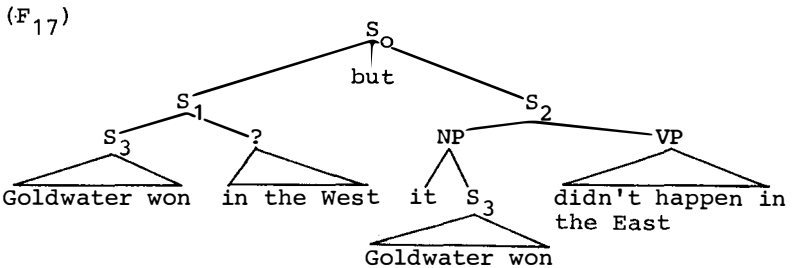 (F17)
So
but
S1 S2
S3 ? NP VP
Goldwater won in the West it S3 didn't happen in
the East
Goldwater won